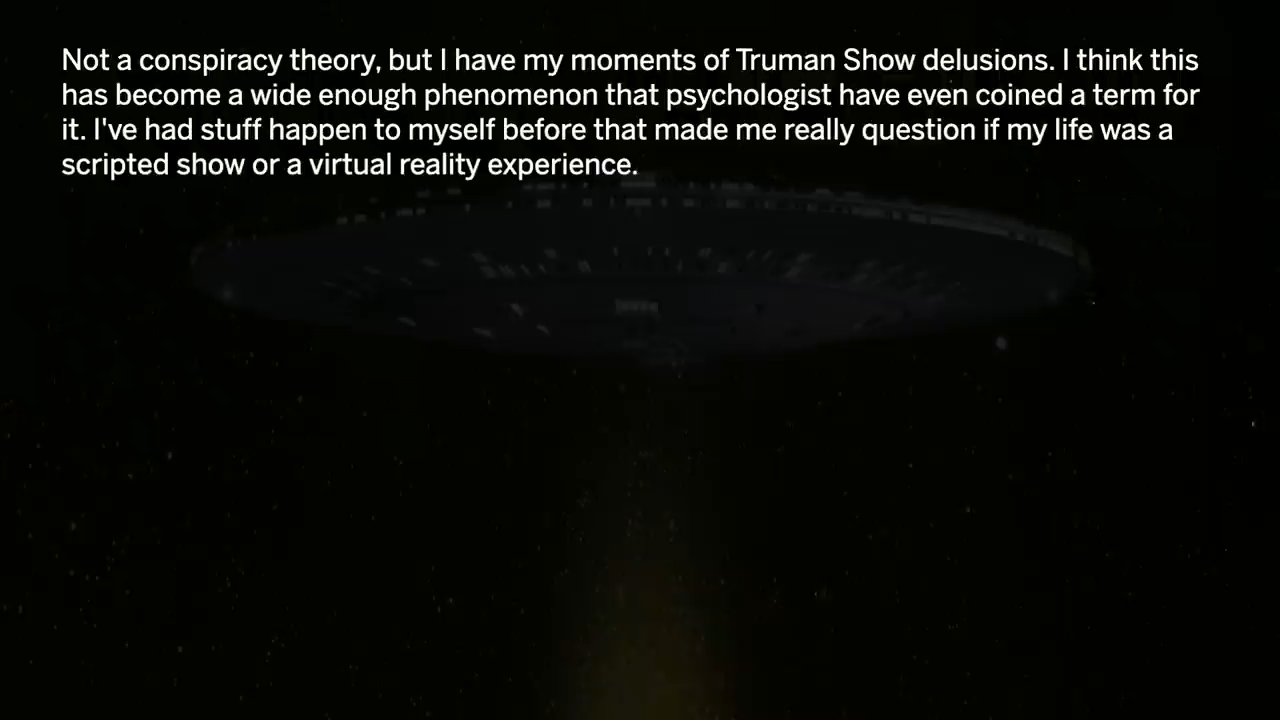 Not a conspiracy theory, but I have my moments of Truman Show delusions. I think this
has become a wide enough phenomenon that psychologist have even coined a term for
it. I've had stuff happen to myself before that made me really question if my life was a
scripted show or a virtual reality experience.